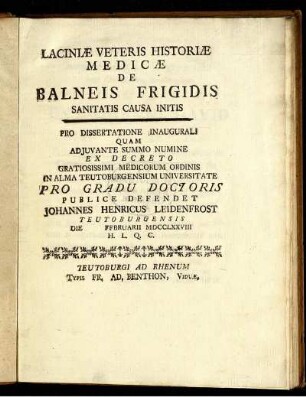 LACINIÆ VETERIS HISTORIÆ
MEDICÆ
DE
BALNEIS FRIGIDIS
SANITATIS CAUSA INITIS
PRO DISSERTATIONE INAUGURALI
QUAM
ADJUVANTE SUMMO NUMINE
EX DECRETO
GRATIOSISSIMI MEDICORUM ORDINIS
IN ALMA TEUTOBURGENSIUM UNIVERSITATE
PRO GRADU DOCTORIS
PUBLICE DEFENDET
JOHANNES HENRICUS LEIDENFROST
TEUTOBURGENSIS
DIE FFBRUARII MDCCLXXVIII
H. L. Q. C.
TEUTOBURGI AD RHENUM
TYPIS FR. AD. BENTHON, VIDUÆ.